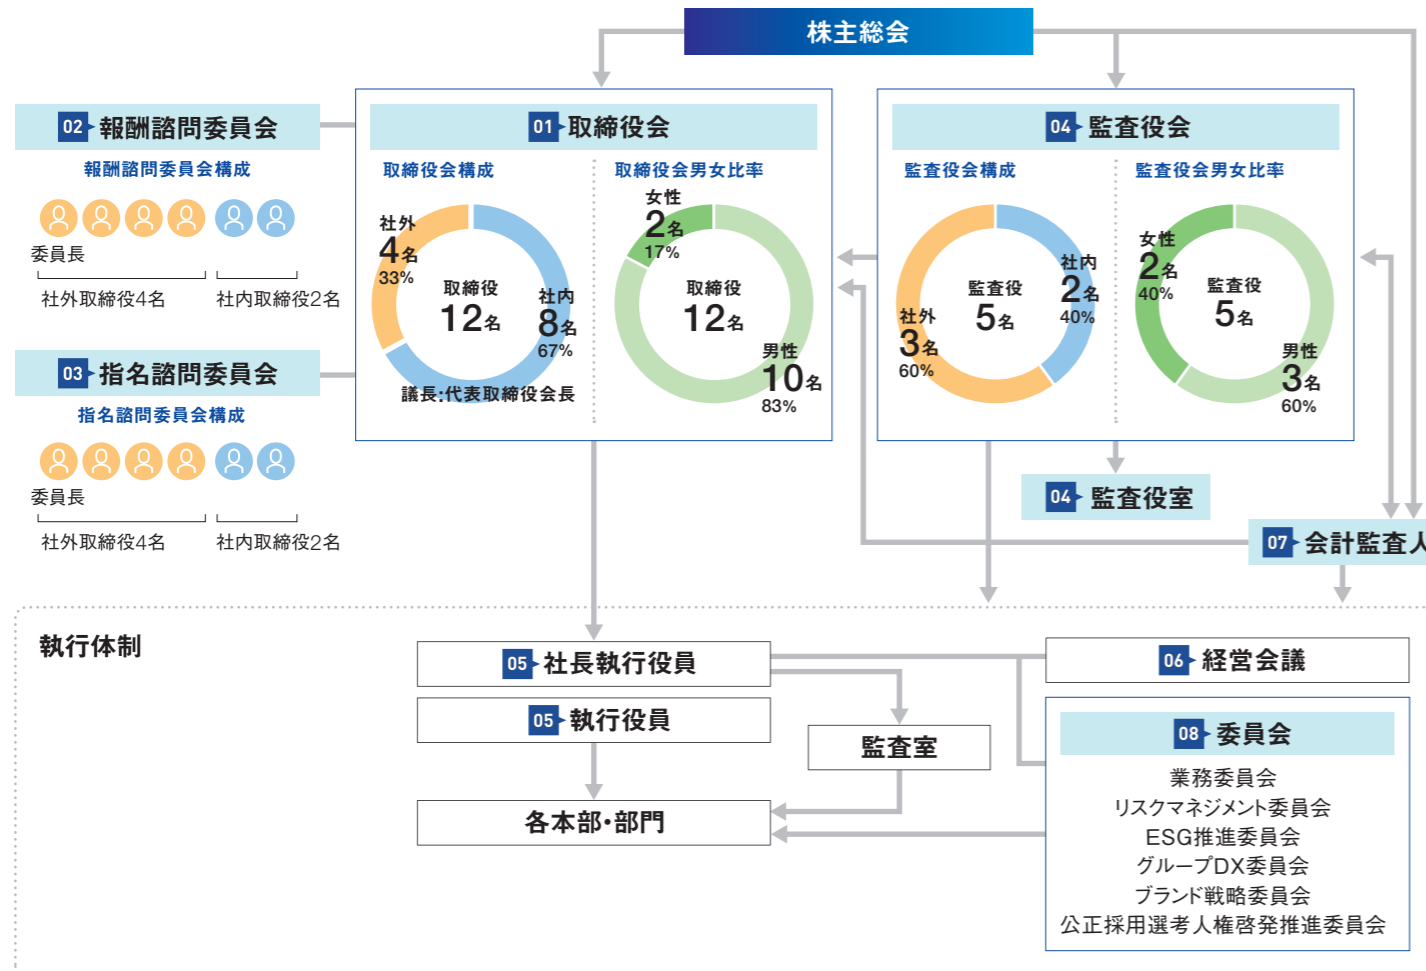 株主総会
02 報酬諮問委員会
報酬諮問委員会構成
委員長
社外取締役4名
社内取締役2名
03 指名諮問委員会
指名諮問委員会構成
委員長
社外取締役4名
社内取締役2名
01 取締役会
取締役会構成
社外
4名
33%
取締役
12名
社内
8名
67%
議長:代表取締役会長
取締役会男女比率
女性
2名
17%
取締役
12名
男性
10名
83%
04 監査役会
監査役会構成
社内
2名
40%
監査役
5名
社外
3名
60%
監査役会男女比率
女性
2名
40%
監査役
5名
男性
3名
60%
04 監査役室
07 会計監査人
執行体制
05 社長執行役員
05 執行役員
監査室
各本部・部門
06 経営会議
08 委員会
業務委員会
リスクマネジメント委員会
ESG推進委員会
グループDX委員会
ブランド戦略委員会
公正採用選考人権啓発推進委員会